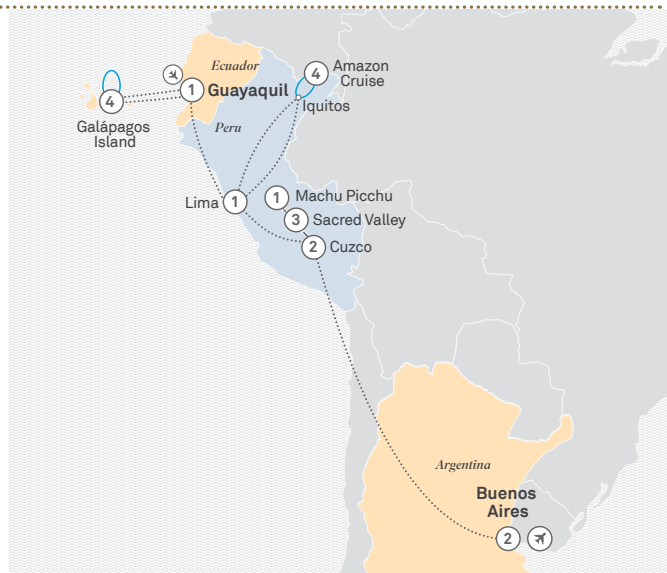 Ecuador
4
Amazon
Cruise
1
Guayaquil
4
Iquitos
Galápagos
Island
Peru
Lima
1
1
Machu Picchu
3
Sacred Valley
2
Cuzco
Argentina
Buenos
Aires
2